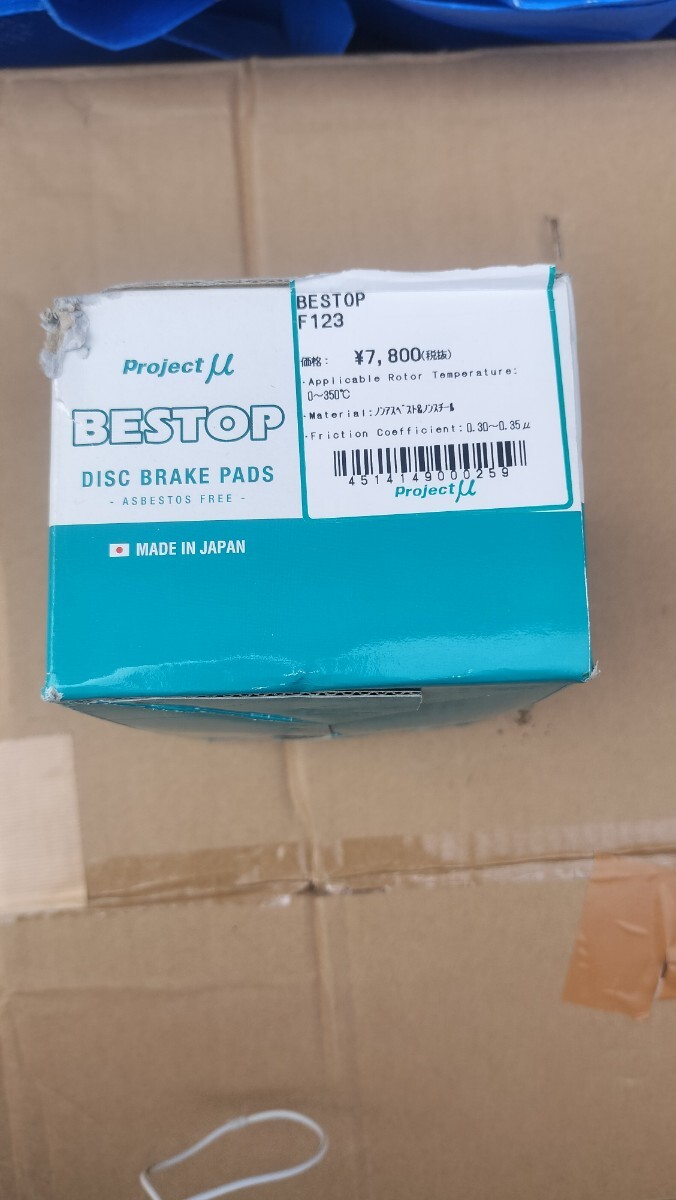 Project μ
BESTOP
DISC BRAKE PADS
- ASBESTOS FREE -
MADE IN JAPAN
BESTOP
F123
価格: ¥7,800(税抜)
·Applicable Rotor Temperature:
0~350℃
·Material:ﾉﾝｱｽﾍﾞｽﾄ&ﾉﾝｽﾁｰﾙ
·Friction Coefficient:0.30~0.35μ
4514149000259
Project μ